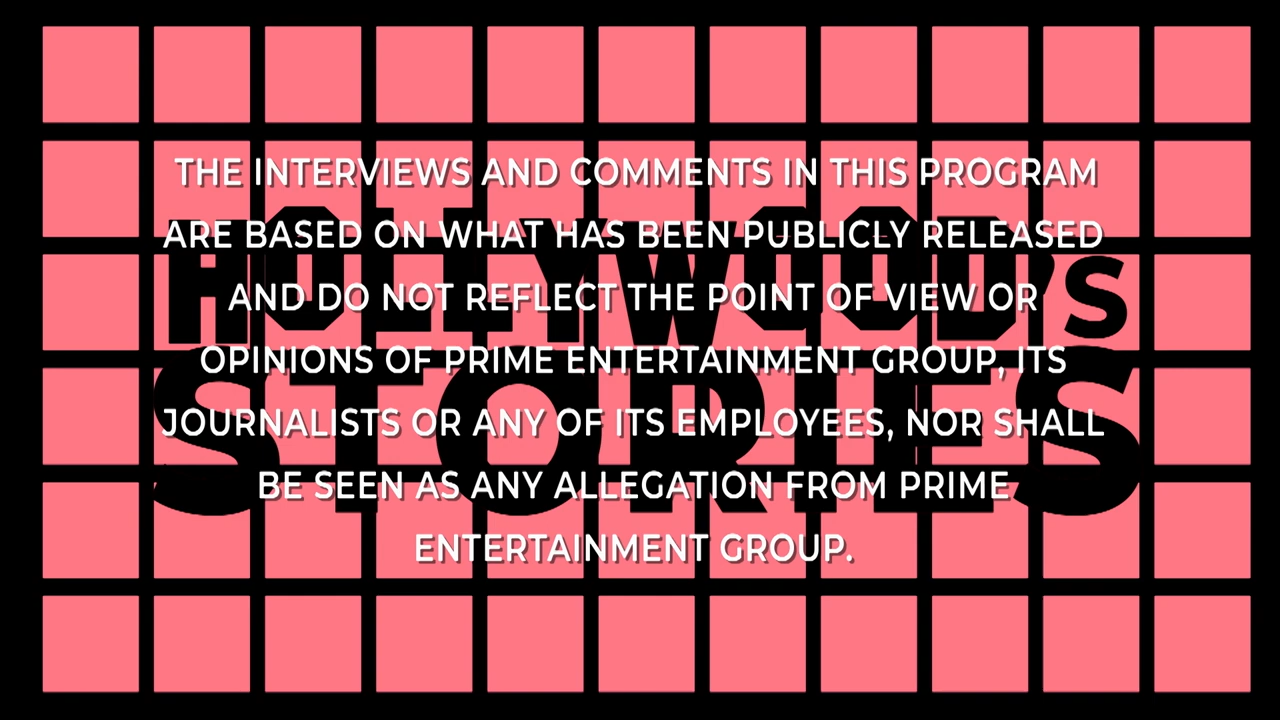 THE INTERVIEWS AND COMMENTS IN THIS PROGRAM
ARE BASED ON WHAT HAS BEEN PUBLICLY RELEASED
AND DO NOT REFLECT THE POINT OF VIEW OR
OPINIONS OF PRIME ENTERTAINMENT GROUP, ITS
JOURNALISTS OR ANY OF ITS EMPLOYEES, NOR SHALL
BE SEEN AS ANY ALLEGATION FROM PRIME
ENTERTAINMENT GROUP.
HOLLYWOOD'S
STORIES